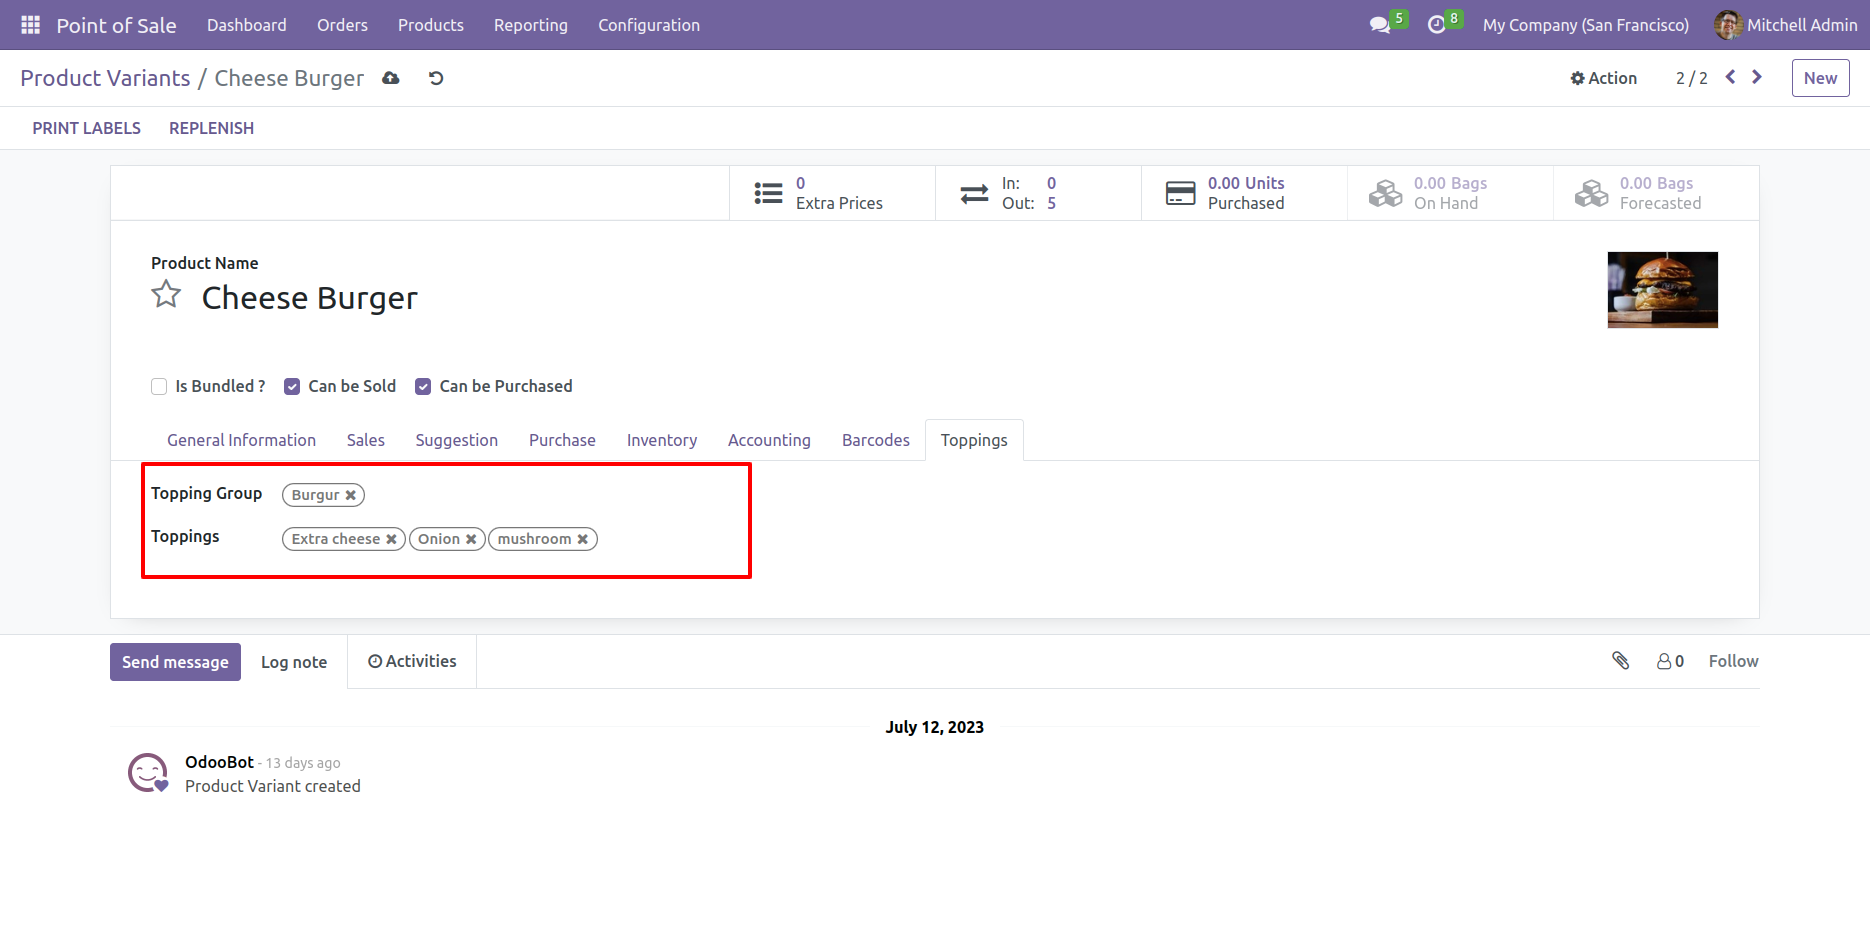 Point of Sale Dashboard Orders Products Reporting Configuration 5 8 My Company (San Francisco) Mitchell Admin
Product Variants / Cheese Burger Action 2 / 2 New
PRINT LABELS REPLENISH
0 Extra Prices
In: 0
Out: 5
0.00 Units Purchased
0.00 Bags On Hand
0.00 Bags Forecasted
Product Name
Cheese Burger
Is Bundled ? Can be Sold Can be Purchased
General Information Sales Suggestion Purchase Inventory Accounting Barcodes Toppings
Topping Group Burgur
Toppings Extra cheese Onion mushroom
Send message Log note Activities 0 Follow
July 12, 2023
OdooBot - 13 days ago
Product Variant created